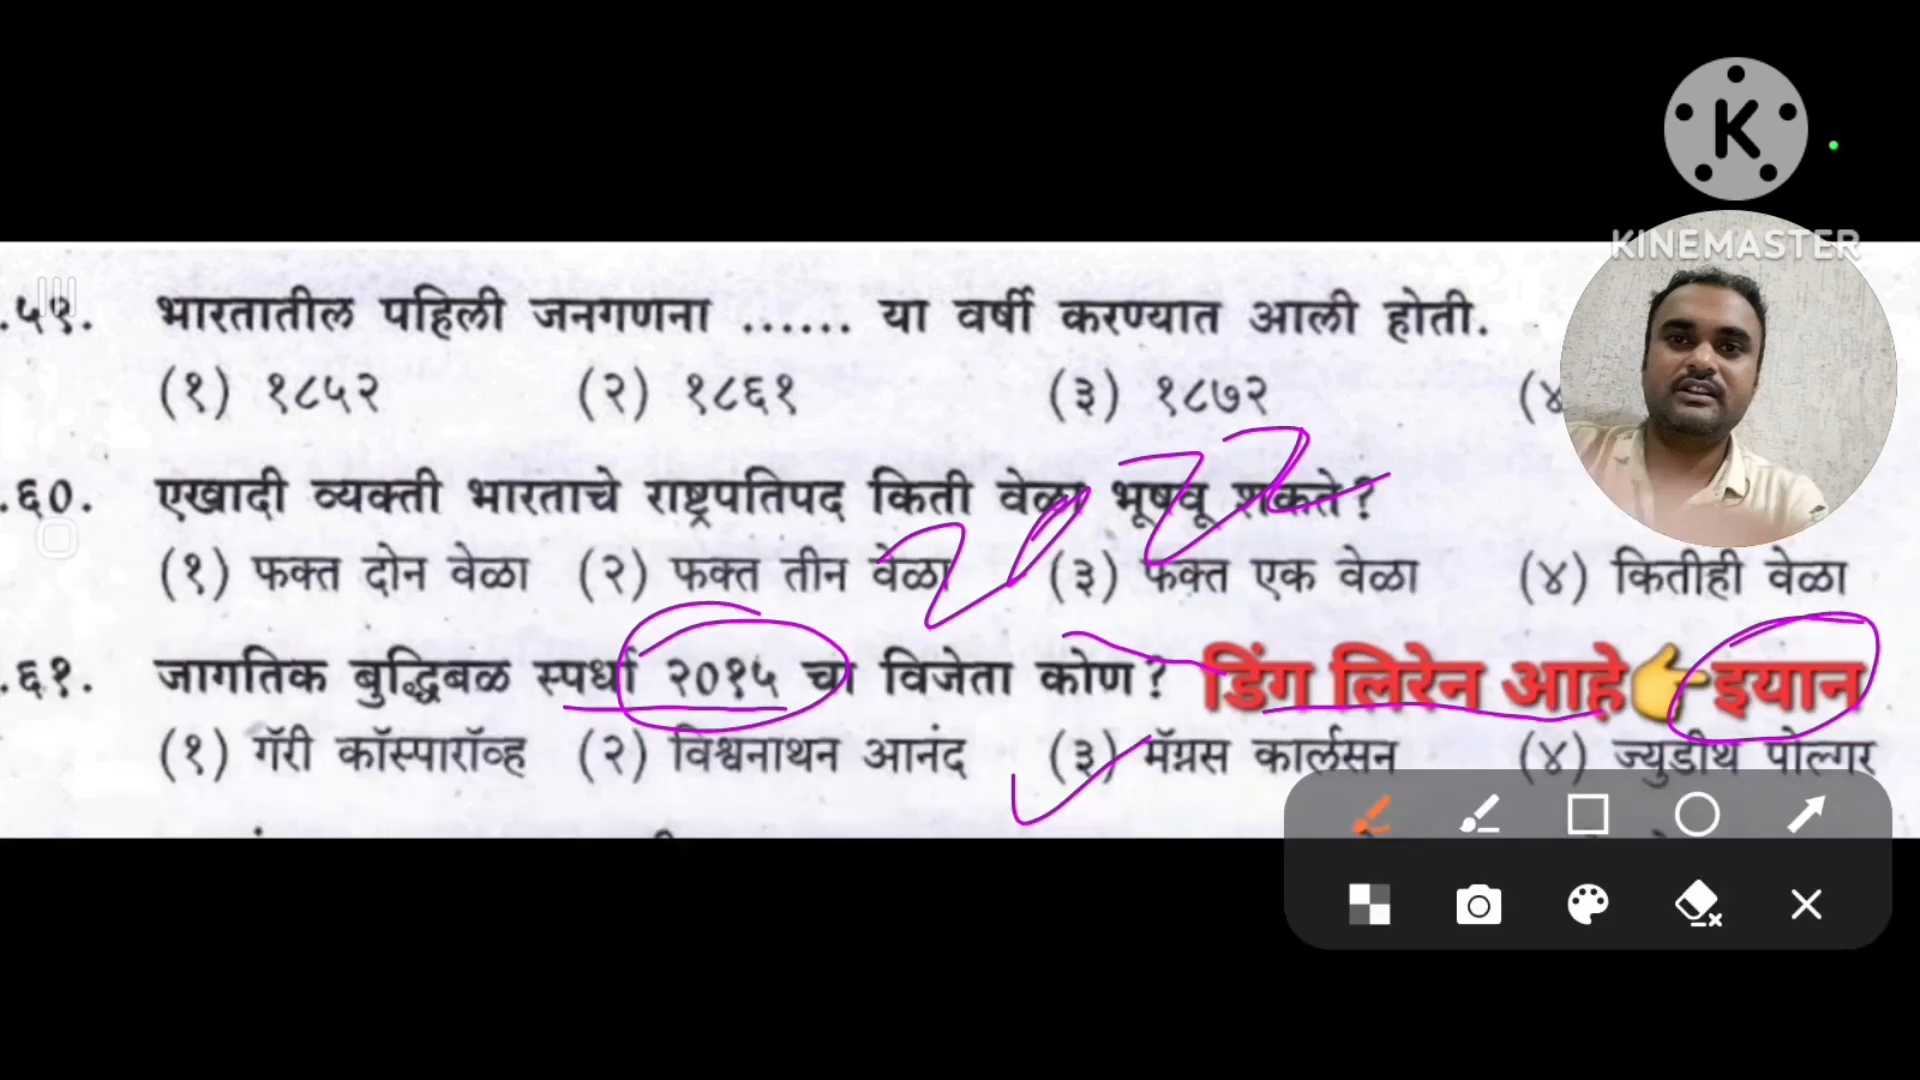 K
KINEMASTER
.५९. भारतातील पहिली जनगणना ...... या वर्षी करण्यात आली होती.
(१) १८५२ (२) १८६१ (३) १८७२ (४
.६०. एखादी व्यक्ती भारताचे राष्ट्रपतिपद किती वेळा भूषवू शकते?
(१) फक्त दोन वेळा (२) फक्त तीन वेळा (३) फक्त एक वेळा (४) कितीही वेळा
.६१. जागतिक बुद्धिबळ स्पर्धा २०१५ चा विजेता कोण? डिंग लिरेन आहे👉इयान
(१) गॅरी कॉस्पारॉव्ह (२) विश्वनाथन आनंद (३) मॅग्नस कार्लसन (४) ज्युडीथ पोल्गर